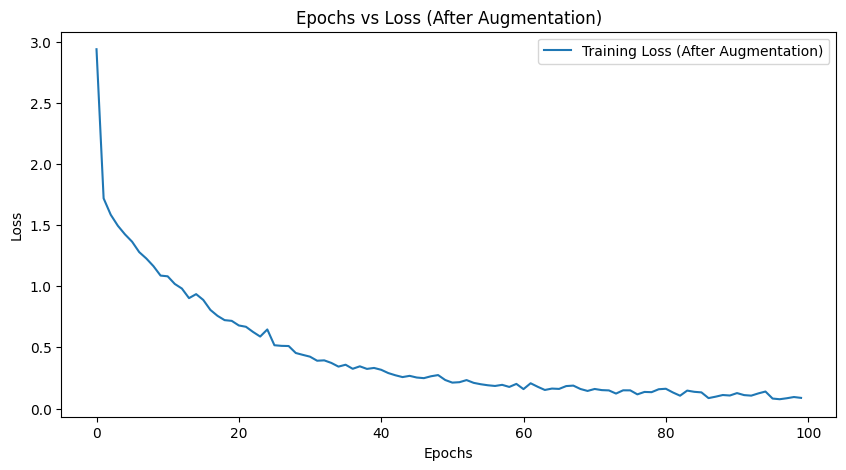 Epochs vs Loss (After Augmentation)
Training Loss (After Augmentation)
3.0
2.5
2.0
1.5
1.0
0.5
0.0
Loss
0 20 40 60 80 100
Epochs